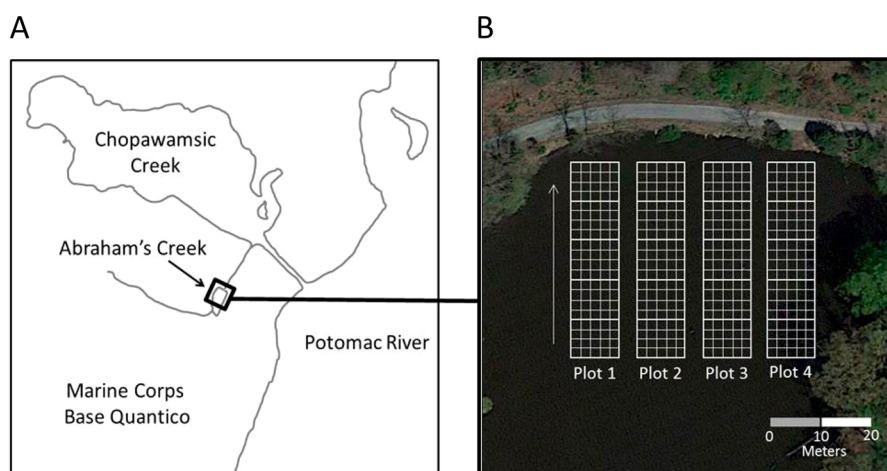 A
B
Chopawamsic
Creek
Abraham's Creek
Potomac River
Marine Corps
Base Quantico
Plot 1 Plot 2 Plot 3 Plot 4
0 10 20
Meters